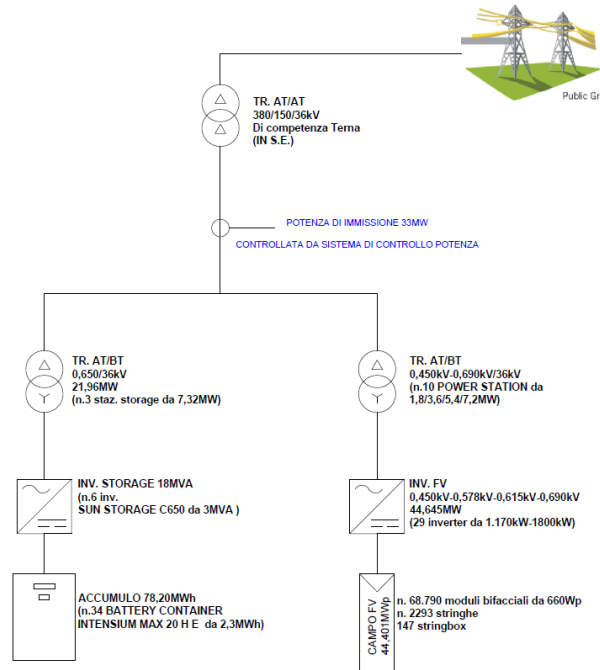 Public Gr
TR. AT/AT
380/150/36kV
Di competenza Terna
(IN S.E.)
POTENZA DI IMMISSIONE 33MW
CONTROLLATA DA SISTEMA DI CONTROLLO POTENZA
TR. AT/BT
0,650/36kV
21,96MW
(n.3 staz. storage da 7,32MW)
TR. AT/BT
0,450kV-0,690kV/36kV
(n.10 POWER STATION da
1,8/3,6/5,4/7,2MW)
INV. STORAGE 18MVA
(n.6 inv.
SUN STORAGE C650 da 3MVA )
INV. FV
0,450kV-0,578kV-0,615kV-0,690kV
44,645MW
(29 inverter da 1.170kW-1800kW)
ACCUMULO 78,20MWh
(n.34 BATTERY CONTAINER
INTENSIUM MAX 20 H E  da 2,3MWh)
CAMPO FV
44,401MWp
n. 68.790 moduli bifacciali da 660Wp
n. 2293 stringhe
147 stringbox